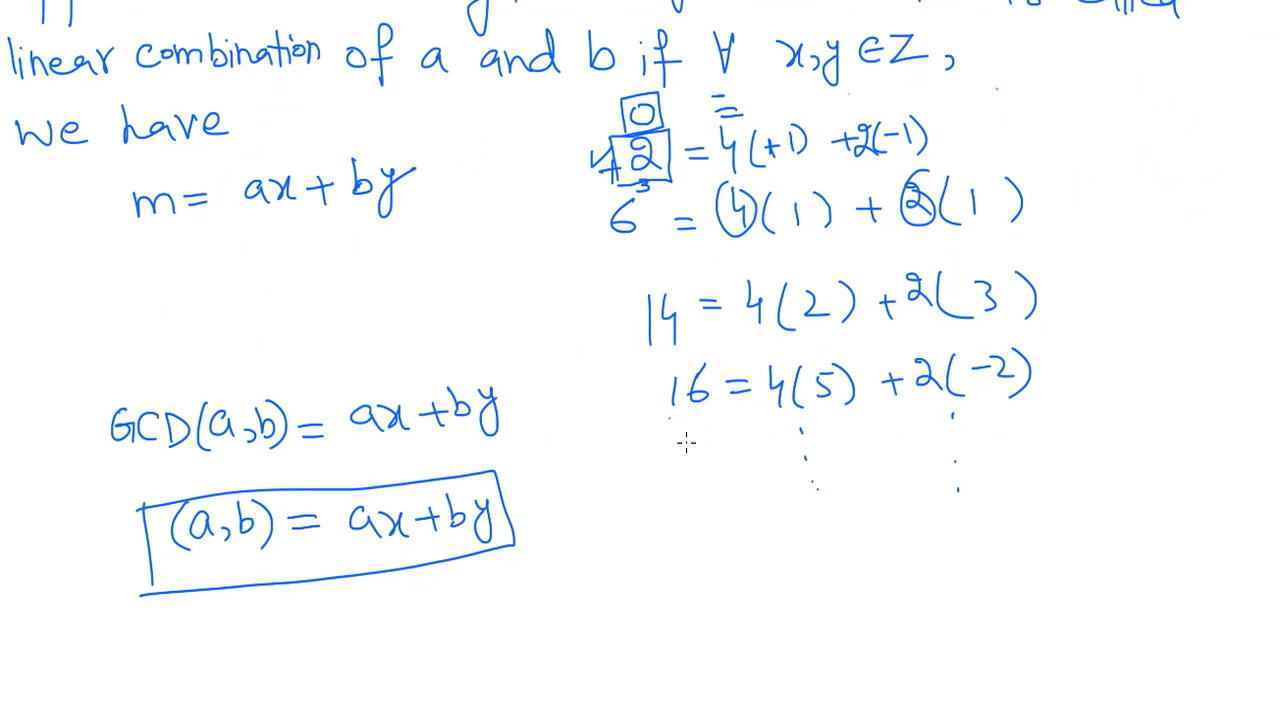 linear combination of a and b if ∀ x,y ∈ Z,
we have
m = ax + by
0
2 = 4(+1) +2(-1)
6 = (4)(1) + 2(1)
14 = 4(2) + 2(3)
16 = 4(5) + 2(-2)
GCD(a,b) = ax+by
(a,b) = ax+by